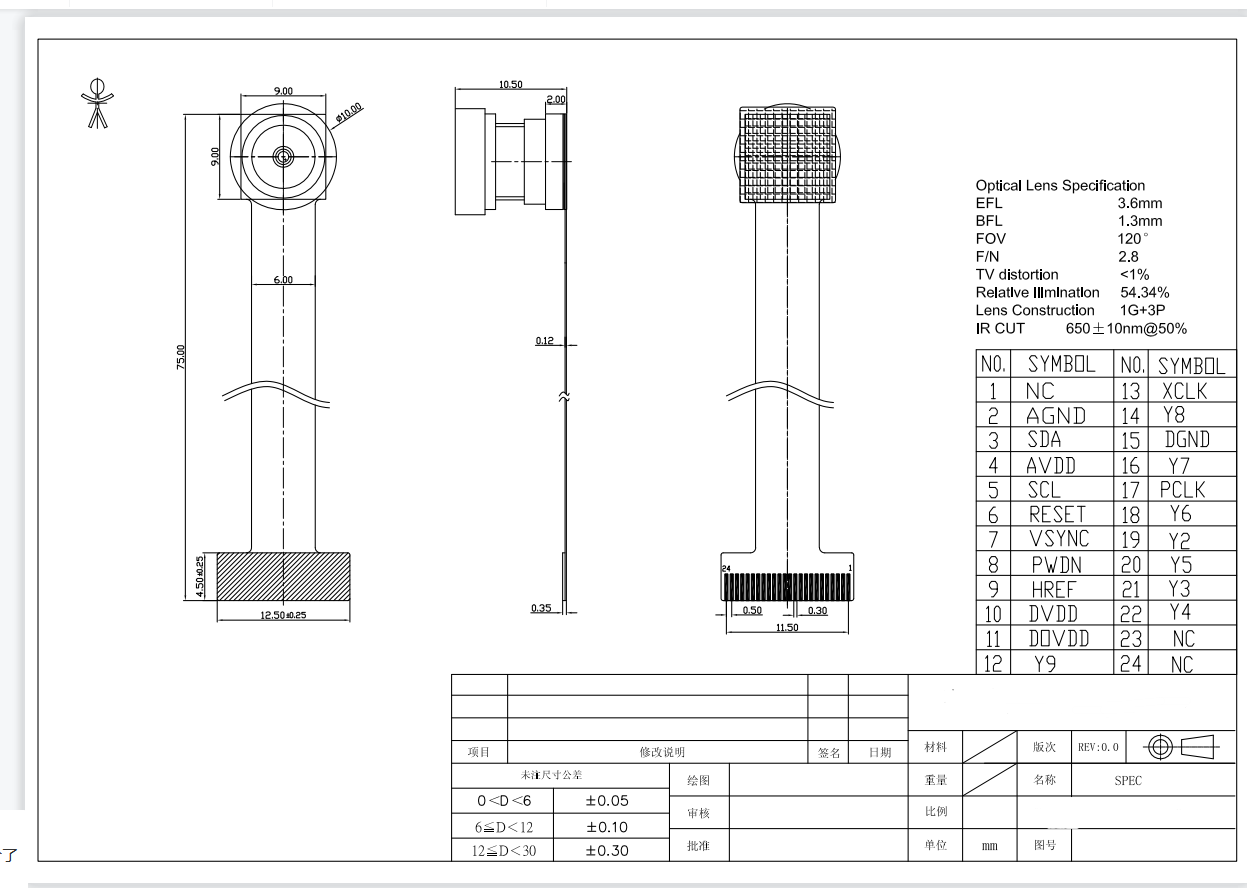 9.00
ø10.00
9.00
6.00
75.00
4.50±0.25
12.50±0.25
10.50
2.00
0.12
0.35
24
1
0.50
0.30
11.50
Optical Lens Specification
EFL 3.6mm
BFL 1.3mm
FOV 120°
F/N 2.8
TV distortion <1%
Relative Illmination 54.34%
Lens Construction 1G+3P
IR CUT 650±10nm@50%
NO. SYMBOL NO. SYMBOL
1 NC 13 XCLK
2 AGND 14 Y8
3 SDA 15 DGND
4 AVDD 16 Y7
5 SCL 17 PCLK
6 RESET 18 Y6
7 VSYNC 19 Y2
8 PWDN 20 Y5
9 HREF 21 Y3
10 DVDD 22 Y4
11 DOVDD 23 NC
12 Y9 24 NC
项目 修改说明 签名 日期
未注尺寸公差
0<D<6 ±0.05
6≦D<12 ±0.10
12≦D<30 ±0.30
绘图
审核
批准
材料 版次 REV:0.0
重量 名称 SPEC
比例
单位 mm 图号
了